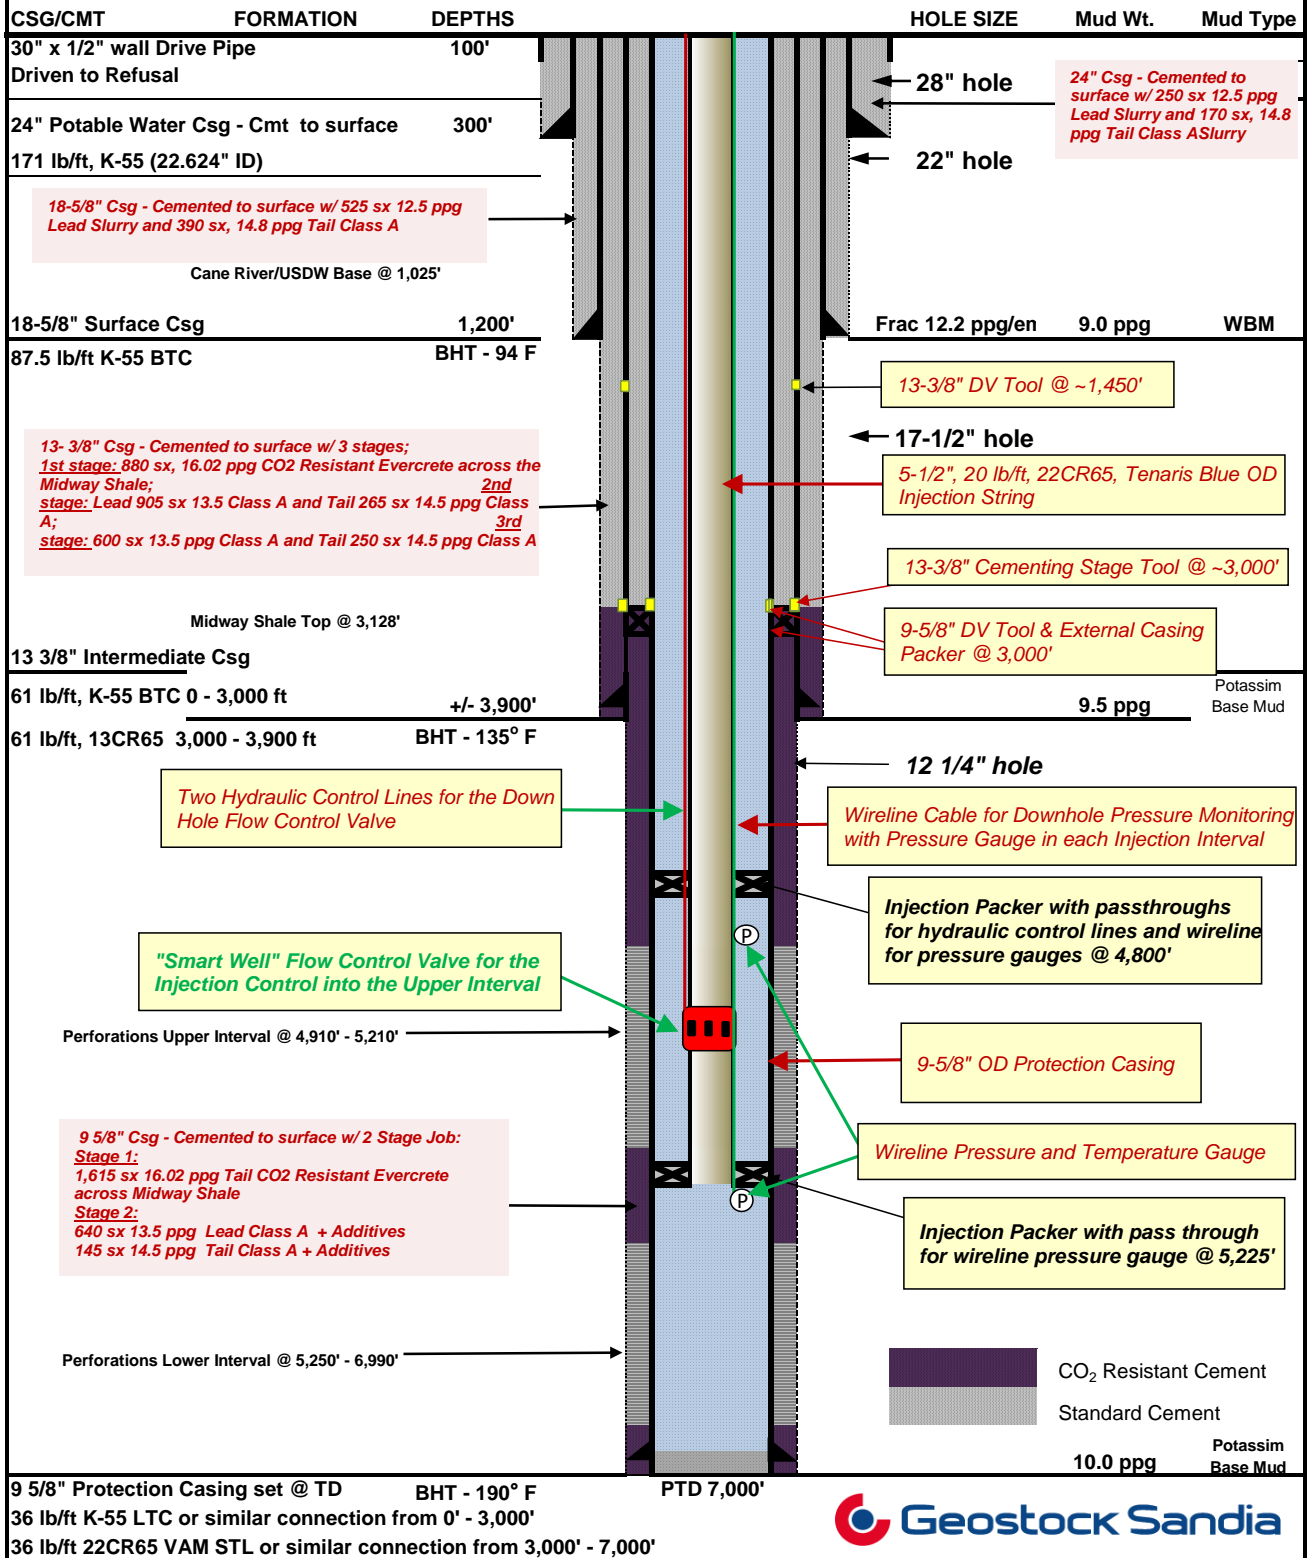 CSG/CMT FORMATION DEPTHS HOLE SIZE Mud Wt. Mud Type
30" x 1/2" wall Drive Pipe 100'
Driven to Refusal
28" hole
24" Csg - Cemented to
surface w/ 250 sx 12.5 ppg
Lead Slurry and 170 sx, 14.8
ppg Tail Class ASlurry
24" Potable Water Csg - Cmt to surface 300'
171 lb/ft, K-55 (22.624" ID)
22" hole
18-5/8" Csg - Cemented to surface w/ 525 sx 12.5 ppg
Lead Slurry and 390 sx, 14.8 ppg Tail Class A
Cane River/USDW Base @ 1,025'
18-5/8" Surface Csg 1,200' Frac 12.2 ppg/en 9.0 ppg WBM
87.5 lb/ft K-55 BTC BHT - 94 F
13-3/8" DV Tool @ ~1,450'
17-1/2" hole
13- 3/8" Csg - Cemented to surface w/ 3 stages;
1st stage: 880 sx, 16.02 ppg CO2 Resistant Evercrete across the
Midway Shale; 2nd
stage: Lead 905 sx 13.5 Class A and Tail 265 sx 14.5 ppg Class
A; 3rd
stage: 600 sx 13.5 ppg Class A and Tail 250 sx 14.5 ppg Class A
5-1/2", 20 lb/ft, 22CR65, Tenaris Blue OD
Injection String
13-3/8" Cementing Stage Tool @ ~3,000'
Midway Shale Top @ 3,128'
9-5/8" DV Tool & External Casing
Packer @ 3,000'
13 3/8" Intermediate Csg
61 lb/ft, K-55 BTC 0 - 3,000 ft +/- 3,900' 9.5 ppg
Potassim
Base Mud
61 lb/ft, 13CR65 3,000 - 3,900 ft BHT - 135° F
12 1/4" hole
Two Hydraulic Control Lines for the Down
Hole Flow Control Valve
Wireline Cable for Downhole Pressure Monitoring
with Pressure Gauge in each Injection Interval
Injection Packer with passthroughs
for hydraulic control lines and wireline
for pressure gauges @ 4,800'
P
"Smart Well" Flow Control Valve for the
Injection Control into the Upper Interval
Perforations Upper Interval @ 4,910' - 5,210'
9-5/8" OD Protection Casing
9 5/8" Csg - Cemented to surface w/ 2 Stage Job:
Stage 1:
1,615 sx 16.02 ppg Tail CO2 Resistant Evercrete
across Midway Shale
Stage 2:
640 sx 13.5 ppg Lead Class A + Additives
145 sx 14.5 ppg Tail Class A + Additives
Wireline Pressure and Temperature Gauge
P
Injection Packer with pass through
for wireline pressure gauge @ 5,225'
Perforations Lower Interval @ 5,250' - 6,990'
CO2 Resistant Cement
Standard Cement
10.0 ppg
Potassim
Base Mud
9 5/8" Protection Casing set @ TD BHT - 190° F PTD 7,000'
36 lb/ft K-55 LTC or similar connection from 0' - 3,000'
36 lb/ft 22CR65 VAM STL or similar connection from 3,000' - 7,000'
Geostock Sandia